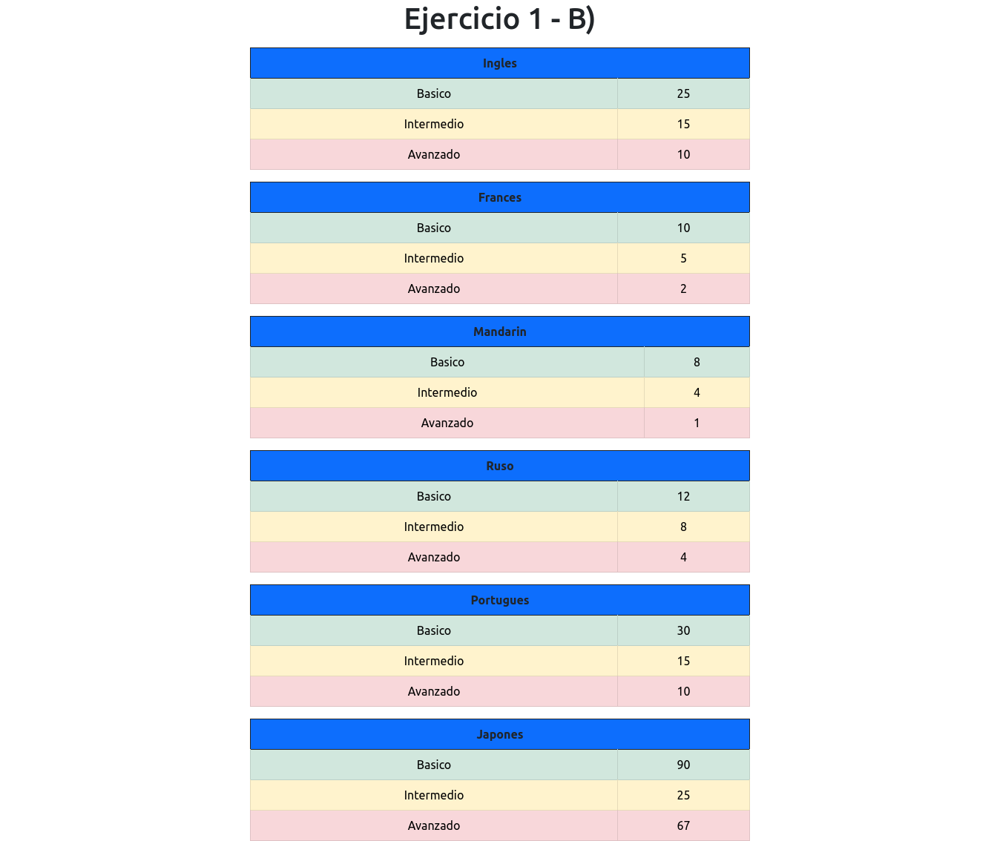 Ejercicio 1 - B)
Ingles
Basico 25
Intermedio 15
Avanzado 10
Frances
Basico 10
Intermedio 5
Avanzado 2
Mandarin
Basico 8
Intermedio 4
Avanzado 1
Ruso
Basico 12
Intermedio 8
Avanzado 4
Portugues
Basico 30
Intermedio 15
Avanzado 10
Japones
Basico 90
Intermedio 25
Avanzado 67